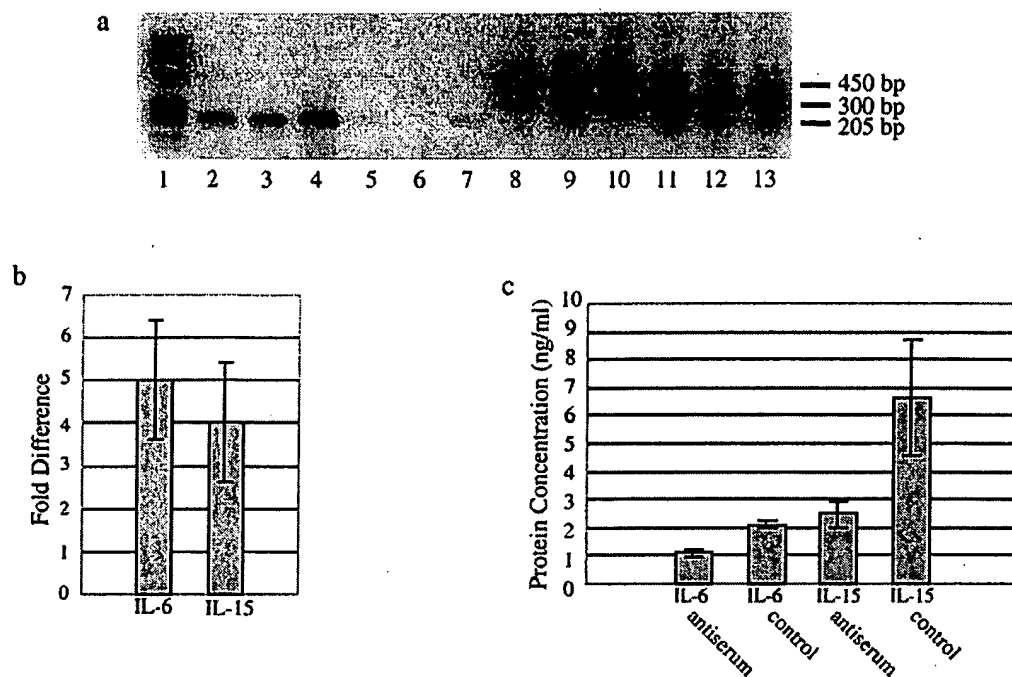 a
450 bp
300 bp
205 bp
1 2 3 4 5 6 7 8 9 10 11 12 13
b
7
6
5
4
3
2
1
0
Fold Difference
IL-6 IL-15
c
10
9
8
7
6
5
4
3
2
1
0
Protein Concentration (ng/ml)
IL-6 antiserum
IL-6 control
IL-15 antiserum
IL-15 control